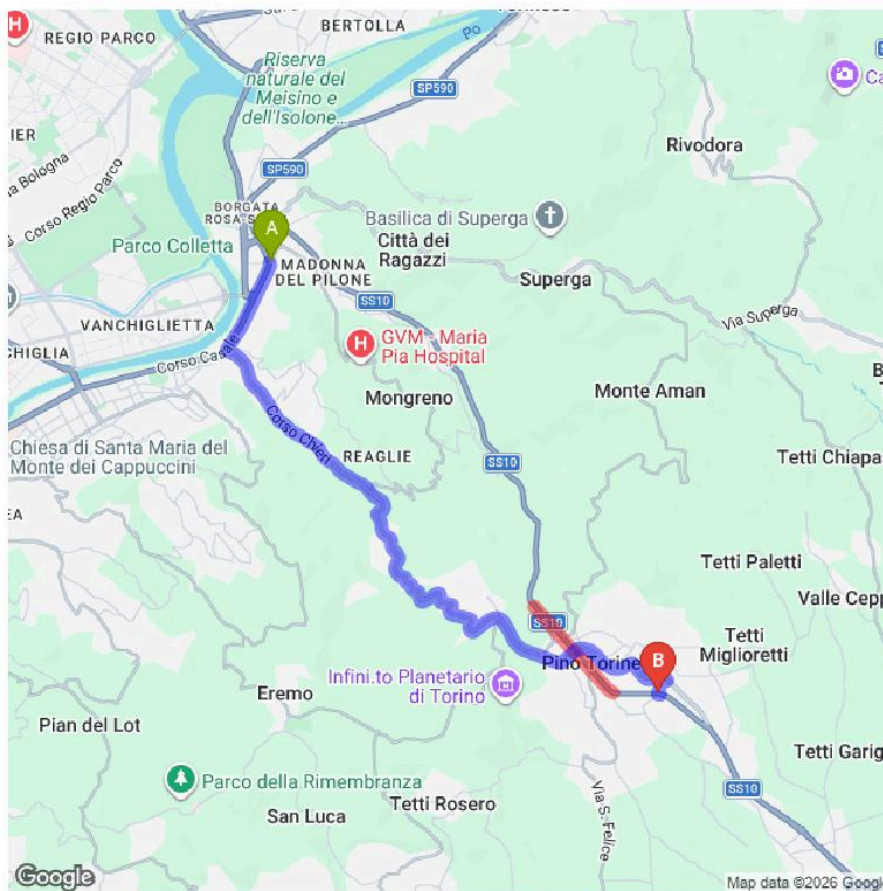 BERTOLLA
REGIO PARCO
Po
Riserva
naturale del
Meisino e
dell'Isolone...
SP590
IER
Rivodora
Corso Regio Parco
SP590
BORGATA
A
Basilica di Superga
Parco Colletta
Città dei
Ragazzi
MADONNA
DEL PILONE
Superga
SS10
VANCHIGLIETTA
Via Superga
CHIGLIA
GVM - Maria
Pia Hospital
Corso Casale
Mongreno
Monte Aman
Corso Chieri
Chiesa di Santa Maria del
Monte dei Cappuccini
REAGLIE
SS10
Tetti Chiapa
EA
Tetti Paletti
Valle Cepp
SS10
Tetti
Miglioretti
B
Pino Torine
Infini.to Planetario
di Torino
Eremo
Pian del Lot
Tetti Garig
Parco della Rimembranza
SS10
Via S. Felice
Tetti Rosero
San Luca
Google
Map data ©2026 Googl